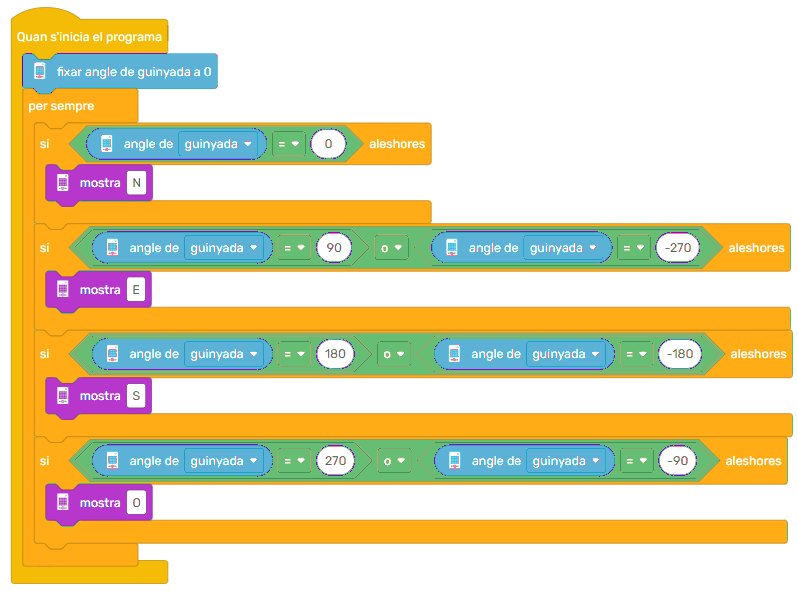 Quan s'inicia el programa
fixar angle de guinyada a 0
per sempre
si angle de guinyada = 0 aleshores
mostra N
si angle de guinyada = 90 o angle de guinyada = -270 aleshores
mostra E
si angle de guinyada = 180 o angle de guinyada = -180 aleshores
mostra S
si angle de guinyada = 270 o angle de guinyada = -90 aleshores
mostra O